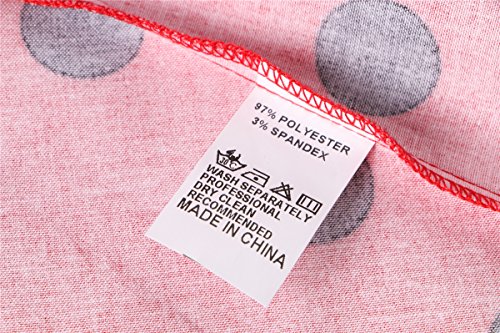 97% POLYESTER
3% SPANDEX
WASH SEPARATELY
PROFESSIONAL
DRY CLEAN
RECOMMENDED
MADE IN CHINA